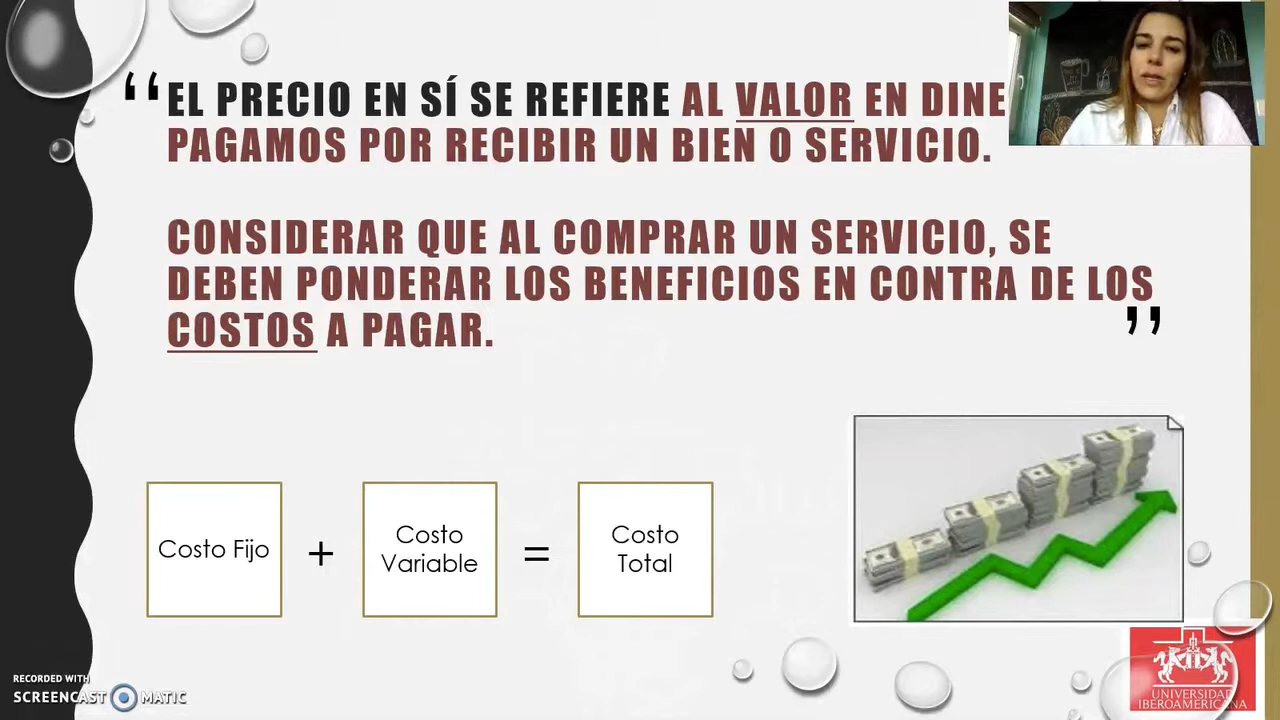 “EL PRECIO EN SÍ SE REFIERE AL VALOR EN DINE
PAGAMOS POR RECIBIR UN BIEN O SERVICIO.
CONSIDERAR QUE AL COMPRAR UN SERVICIO, SE
DEBEN PONDERAR LOS BENEFICIOS EN CONTRA DE LOS
COSTOS A PAGAR.”
Costo Fijo + Costo Variable = Costo Total
RECORDED WITH
SCREENCAST MATIC
UNIVERSIDAD
IBEROAMERICANA